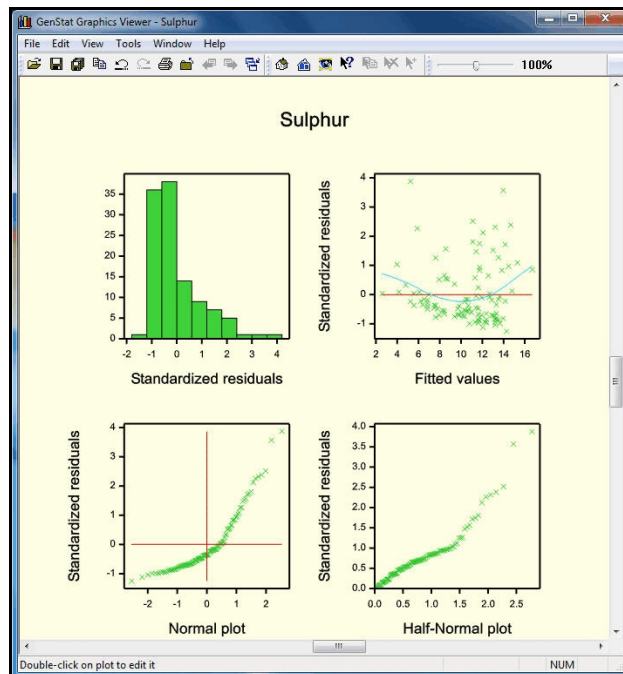 GenStat Graphics Viewer - Sulphur
File Edit View Tools Window Help
100%
Sulphur
35
30
25
20
15
10
5
0
-2 -1 0 1 2 3 4
Standardized residuals
Standardized residuals
4
3
2
1
0
-1
2 4 6 8 10 12 14 16
Fitted values
Standardized residuals
4
3
2
1
0
-1
-2 -1 0 1 2
Normal plot
Standardized residuals
4.0
3.5
3.0
2.5
2.0
1.5
1.0
0.5
0.0
0.0 0.5 1.0 1.5 2.0 2.5
Half-Normal plot
Double-click on plot to edit it
NUM